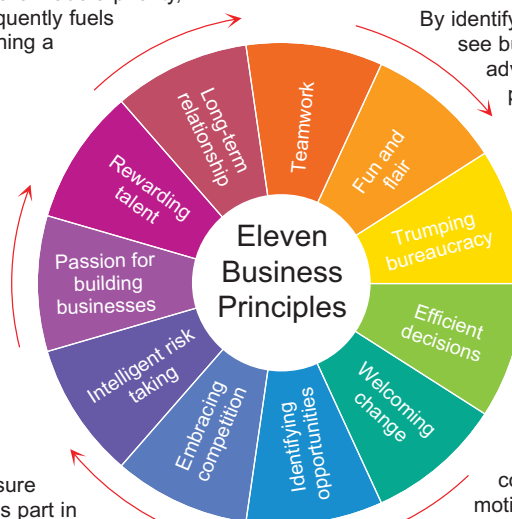 quently fuels
ning a
By identify
see bu
adv
Teamwork
Fun and
flair
Trumping
bureaucracy
Efficient
decisions
Welcoming
change
Identifying
opportunities
Embracing
competition
Intelligent risk
taking
Passion for
building
businesses
Rewarding
talent
Long-term
relationship
Eleven
Business
Principles
sure
s part in
co
moti